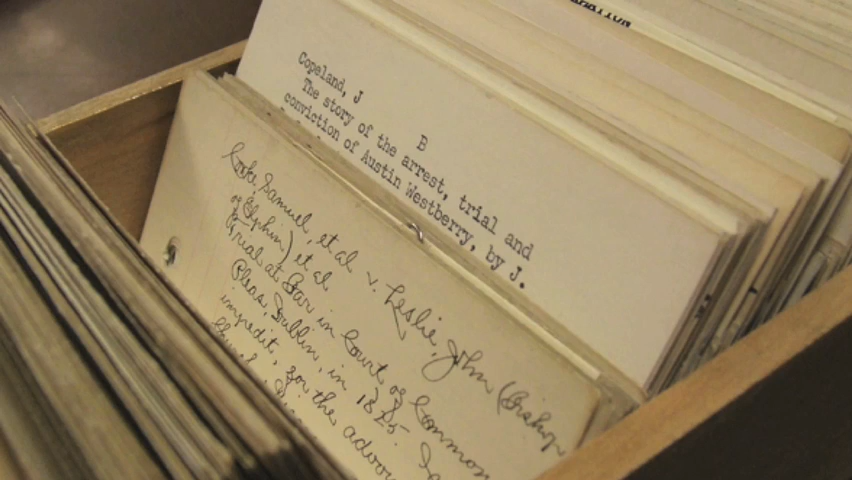 Copeland, J
B
The story of the arrest, trial and
conviction of Austin Westberry, by J.
Cooke, Samuel, et al v. Leslie, John (Bishop
of Elphin) et al
Trial at Bar in Court of Common
Pleas, Dublin, in 1825.
impedit, for the